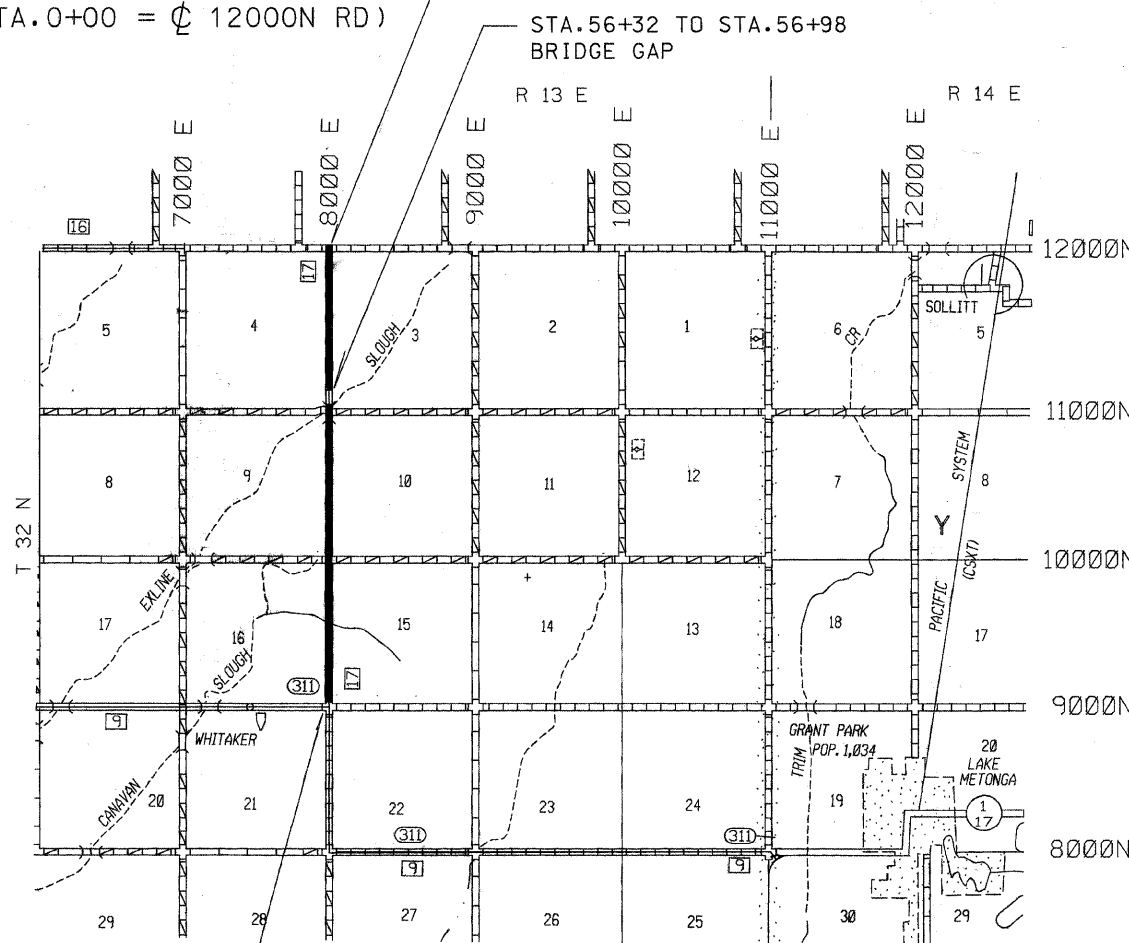 TA.0+00 = ℄ 12000N RD)
STA.56+32 TO STA.56+98
BRIDGE GAP
R 13 E
R 14 E
7000 E
8000 E
9000 E
10000 E
11000 E
12000 E
16
17
12000N
5
4
SLOUGH
3
2
1
6
CR
SOLLITT
5
11000N
T 32 N
8
9
10
11
12
7
SYSTEM
8
Y
10000N
EXLINE
(CSXT)
PACIFIC
17
16
SLOUGH
15
14
13
18
17
311
17
9000N
9
WHITAKER
GRANT PARK
POP. 1,034
TRIM
20
LAKE
METONGA
CANAVAN
20
21
22
23
24
19
1
17
311
311
9
9
8000N
29
28
27
26
25
30
29